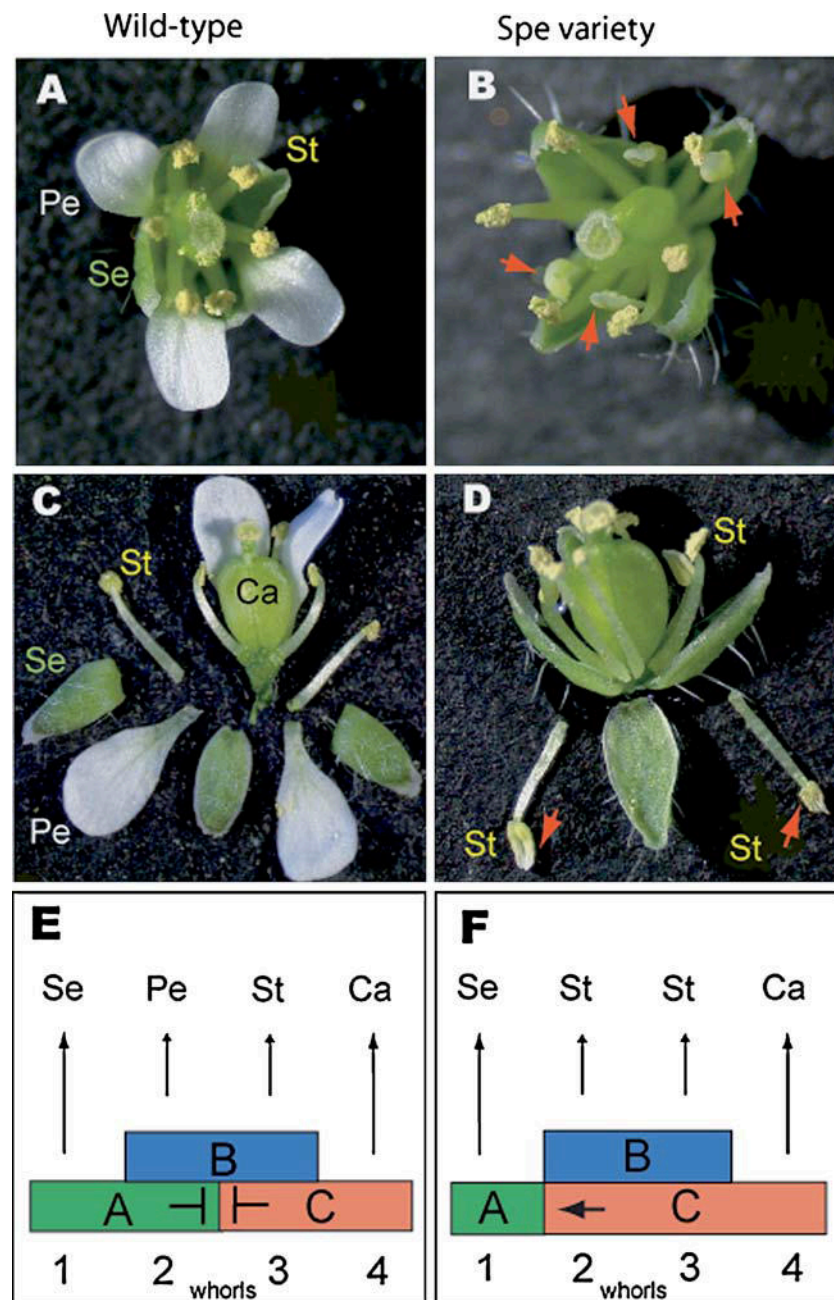 Wild-type Spe variety
A B
St
Pe
Se
C D
St St
Ca
Se
Pe St St
E F
Se Pe St Ca Se St St Ca
B B
A C A C
1 2 whorls 3 4 1 2 whorls 3 4